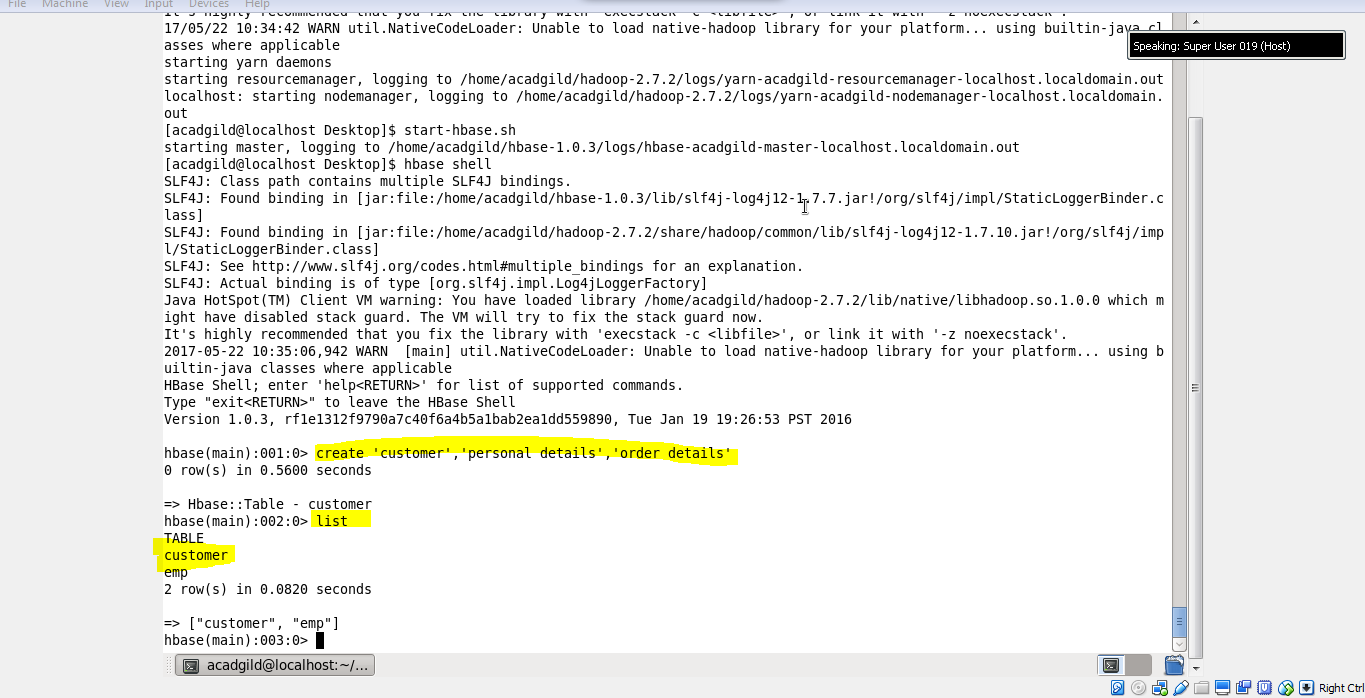 File Machine View Input Devices Help
It's highly recommended that you fix the library with 'execstack -c <libfile>', or link it with '-z noexecstack'.
17/05/22 10:34:42 WARN util.NativeCodeLoader: Unable to load native-hadoop library for your platform... using builtin-java cl
asses where applicable
Speaking: Super User 019 (Host)
starting yarn daemons
starting resourcemanager, logging to /home/acadgild/hadoop-2.7.2/logs/yarn-acadgild-resourcemanager-localhost.localdomain.out
localhost: starting nodemanager, logging to /home/acadgild/hadoop-2.7.2/logs/yarn-acadgild-nodemanager-localhost.localdomain.
out
[acadgild@localhost Desktop]$ start-hbase.sh
starting master, logging to /home/acadgild/hbase-1.0.3/logs/hbase-acadgild-master-localhost.localdomain.out
[acadgild@localhost Desktop]$ hbase shell
SLF4J: Class path contains multiple SLF4J bindings.
SLF4J: Found binding in [jar:file:/home/acadgild/hbase-1.0.3/lib/slf4j-log4j12-1.7.7.jar!/org/slf4j/impl/StaticLoggerBinder.c
lass]
SLF4J: Found binding in [jar:file:/home/acadgild/hadoop-2.7.2/share/hadoop/common/lib/slf4j-log4j12-1.7.10.jar!/org/slf4j/imp
l/StaticLoggerBinder.class]
SLF4J: See http://www.slf4j.org/codes.html#multiple_bindings for an explanation.
SLF4J: Actual binding is of type [org.slf4j.impl.Log4jLoggerFactory]
Java HotSpot(TM) Client VM warning: You have loaded library /home/acadgild/hadoop-2.7.2/lib/native/libhadoop.so.1.0.0 which m
ight have disabled stack guard. The VM will try to fix the stack guard now.
It's highly recommended that you fix the library with 'execstack -c <libfile>', or link it with '-z noexecstack'.
2017-05-22 10:35:06,942 WARN  [main] util.NativeCodeLoader: Unable to load native-hadoop library for your platform... using b
uiltin-java classes where applicable
HBase Shell; enter 'help<RETURN>' for list of supported commands.
Type "exit<RETURN>" to leave the HBase Shell
Version 1.0.3, rf1e1312f9790a7c40f6a4b5a1bab2ea1dd559890, Tue Jan 19 19:26:53 PST 2016
hbase(main):001:0> create 'customer','personal details','order details'
0 row(s) in 0.5600 seconds
=> Hbase::Table - customer
hbase(main):002:0> list
TABLE
customer
emp
2 row(s) in 0.0820 seconds
=> ["customer", "emp"]
hbase(main):003:0>
acadgild@localhost:~/...
Right Ctrl